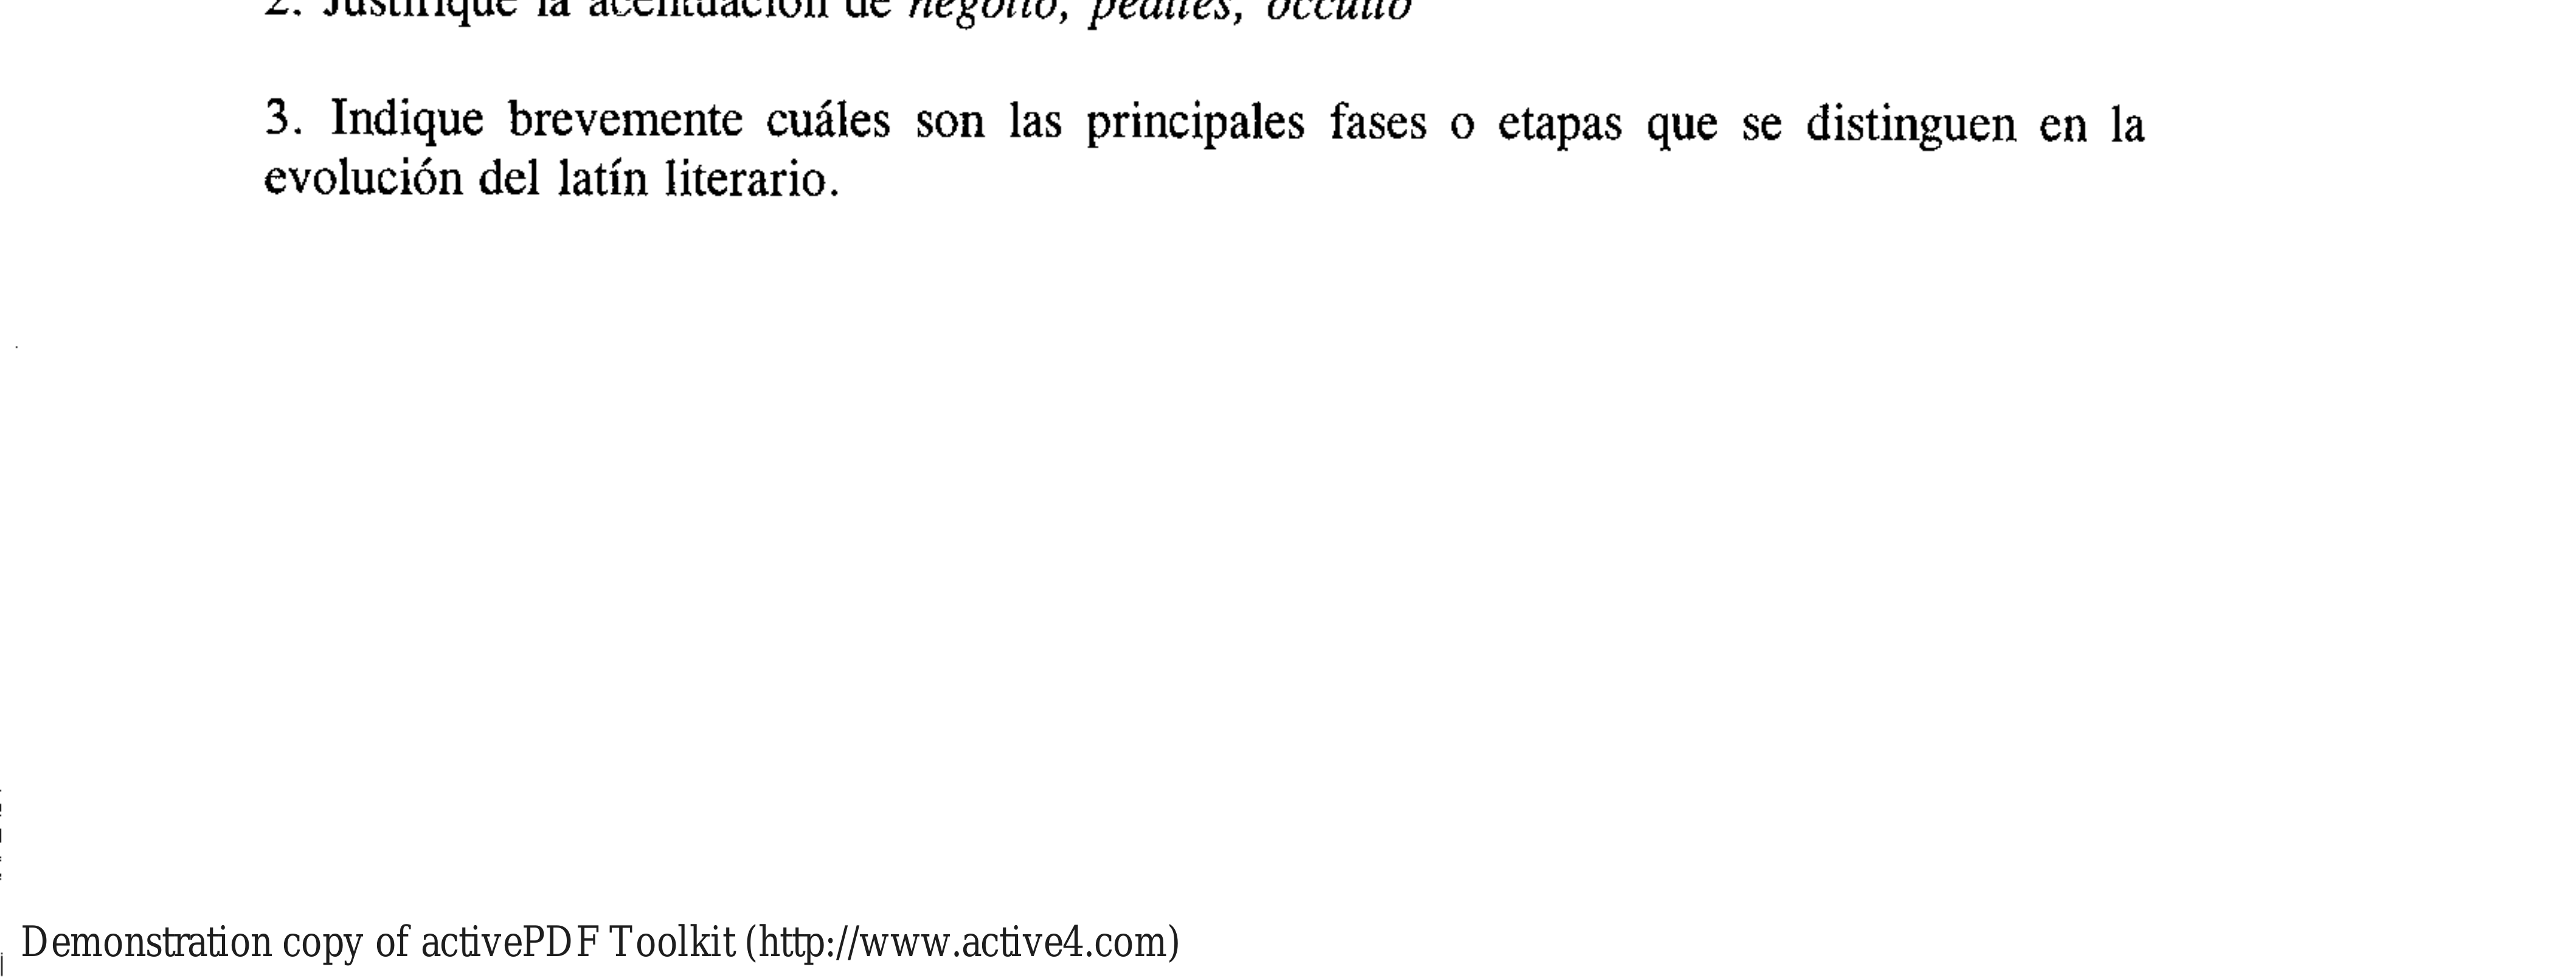 2. Justifique la acentuación de negotio, pedites, occulto
3. Indique brevemente cuáles son las principales fases o etapas que se distinguen en la
evolución del latín literario.
Demonstration copy of activePDF Toolkit (http://www.active4.com)